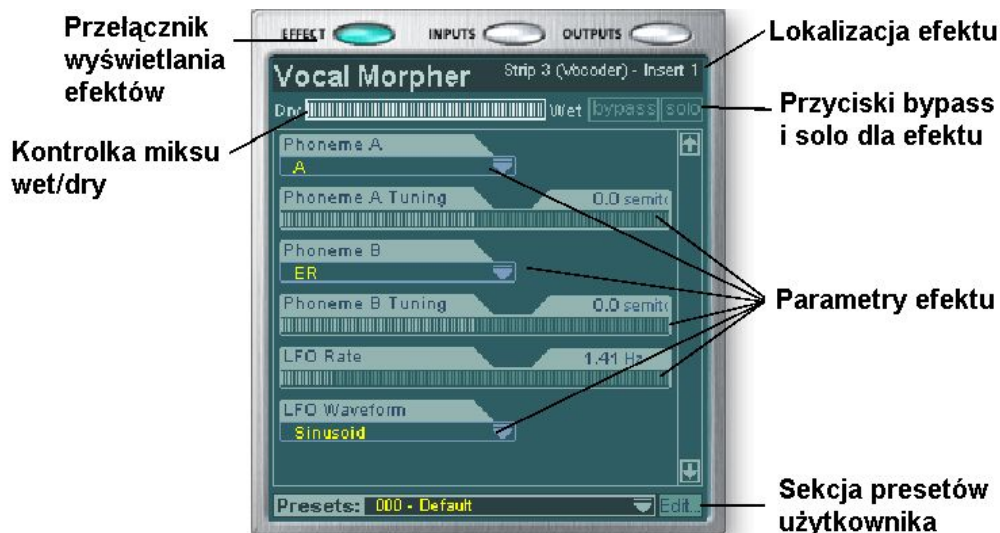 Przełącznik
wyświetlania
efektów
Kontrolka miksu
wet/dry
EFFECT INPUTS OUTPUTS
Vocal Morpher Strip 3 (Vocoder) - Insert 1
Dry Wet bypass solo
Phoneme A
A
Phoneme A Tuning 0.0 semito
Phoneme B
ER
Phoneme B Tuning 0.0 semito
LFO Rate 1.41 Hz
LFO Waveform
Sinusoid
Presets: 000 - Default Edit...
Lokalizacja efektu
Przyciski bypass
i solo dla efektu
Parametry efektu
Sekcja presetów
użytkownika